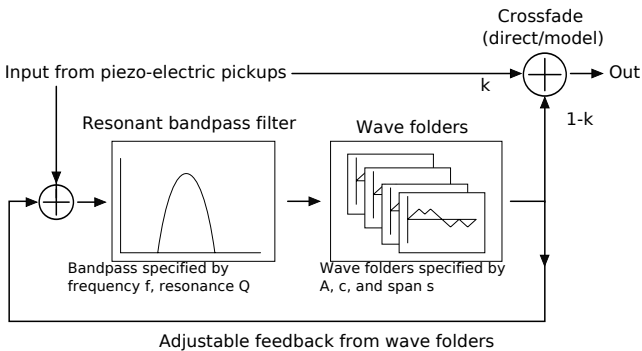 Crossfade
(direct/model)
Input from piezo-electric pickups
Out
k
1-k
Resonant bandpass filter
Wave folders
Bandpass specified by
frequency f, resonance Q
Wave folders specified by
A, c, and span s
Adjustable feedback from wave folders